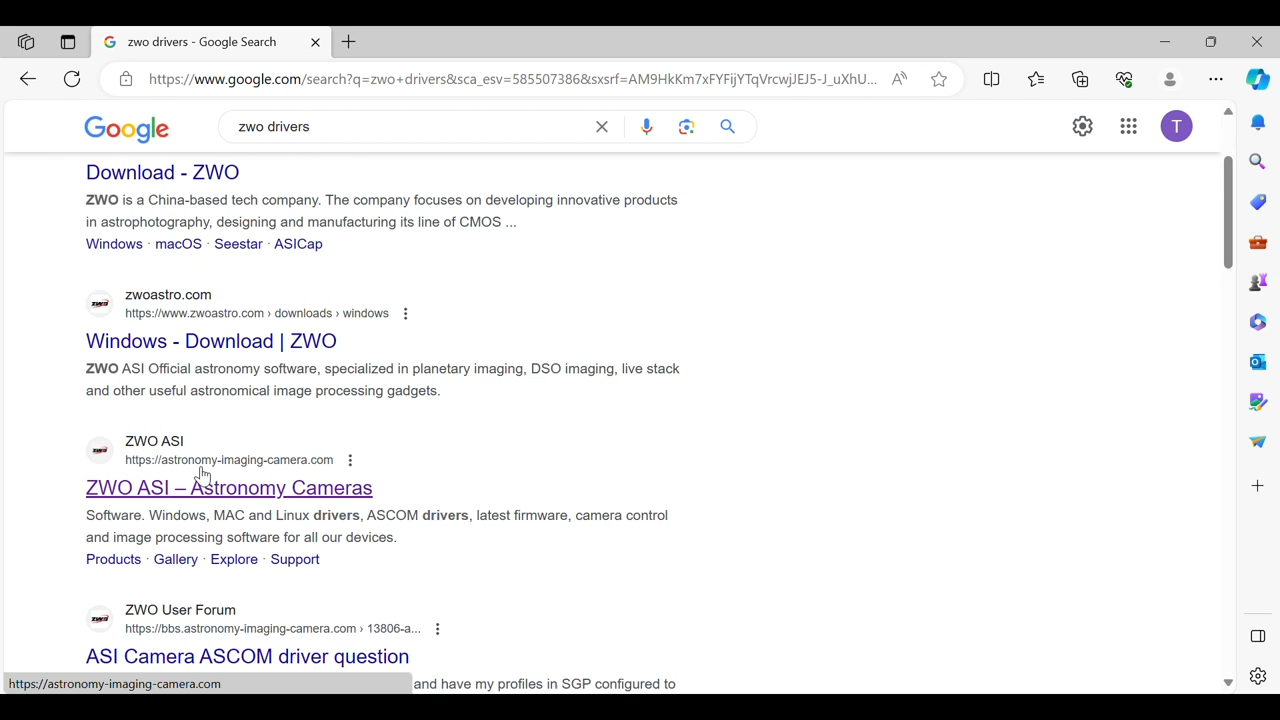 zwo drivers - Google Search
https://www.google.com/search?q=zwo+drivers&sca_esv=585507386&sxsrf=AM9HkKm7xFYFijYTqVrcwjJEJ5-J_uXhU...
Google
zwo drivers
T
Download - ZWO
ZWO is a China-based tech company. The company focuses on developing innovative products
in astrophotography, designing and manufacturing its line of CMOS ...
Windows · macOS · Seestar · ASICap
zwoastro.com
https://www.zwoastro.com › downloads › windows
Windows - Download | ZWO
ZWO ASI Official astronomy software, specialized in planetary imaging, DSO imaging, live stack
and other useful astronomical image processing gadgets.
ZWO ASI
https://astronomy-imaging-camera.com
ZWO ASI – Astronomy Cameras
Software. Windows, MAC and Linux drivers, ASCOM drivers, latest firmware, camera control
and image processing software for all our devices.
Products · Gallery · Explore · Support
ZWO User Forum
https://bbs.astronomy-imaging-camera.com › 13806-a...
ASI Camera ASCOM driver question
https://astronomy-imaging-camera.com
and have my profiles in SGP configured to